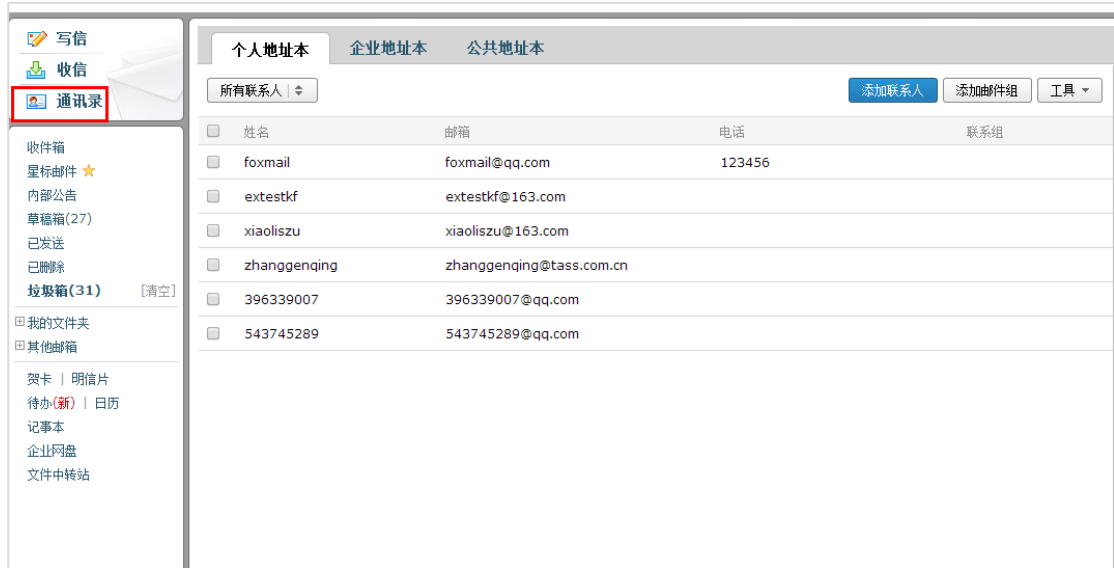 写信
收信
通讯录
收件箱
星标邮件
内部公告
草稿箱(27)
已发送
已删除
垃圾箱(31) [清空]
我的文件夹
其他邮箱
贺卡 | 明信片
待办(新) | 日历
记事本
企业网盘
文件中转站
个人地址本 企业地址本 公共地址本
所有联系人 添加联系人 添加邮件组 工具
姓名 邮箱 电话 联系组
foxmail foxmail@qq.com 123456
extestkf extestkf@163.com
xiaoliszu xiaoliszu@163.com
zhanggenqing zhanggenqing@tass.com.cn
396339007 396339007@qq.com
543745289 543745289@qq.com